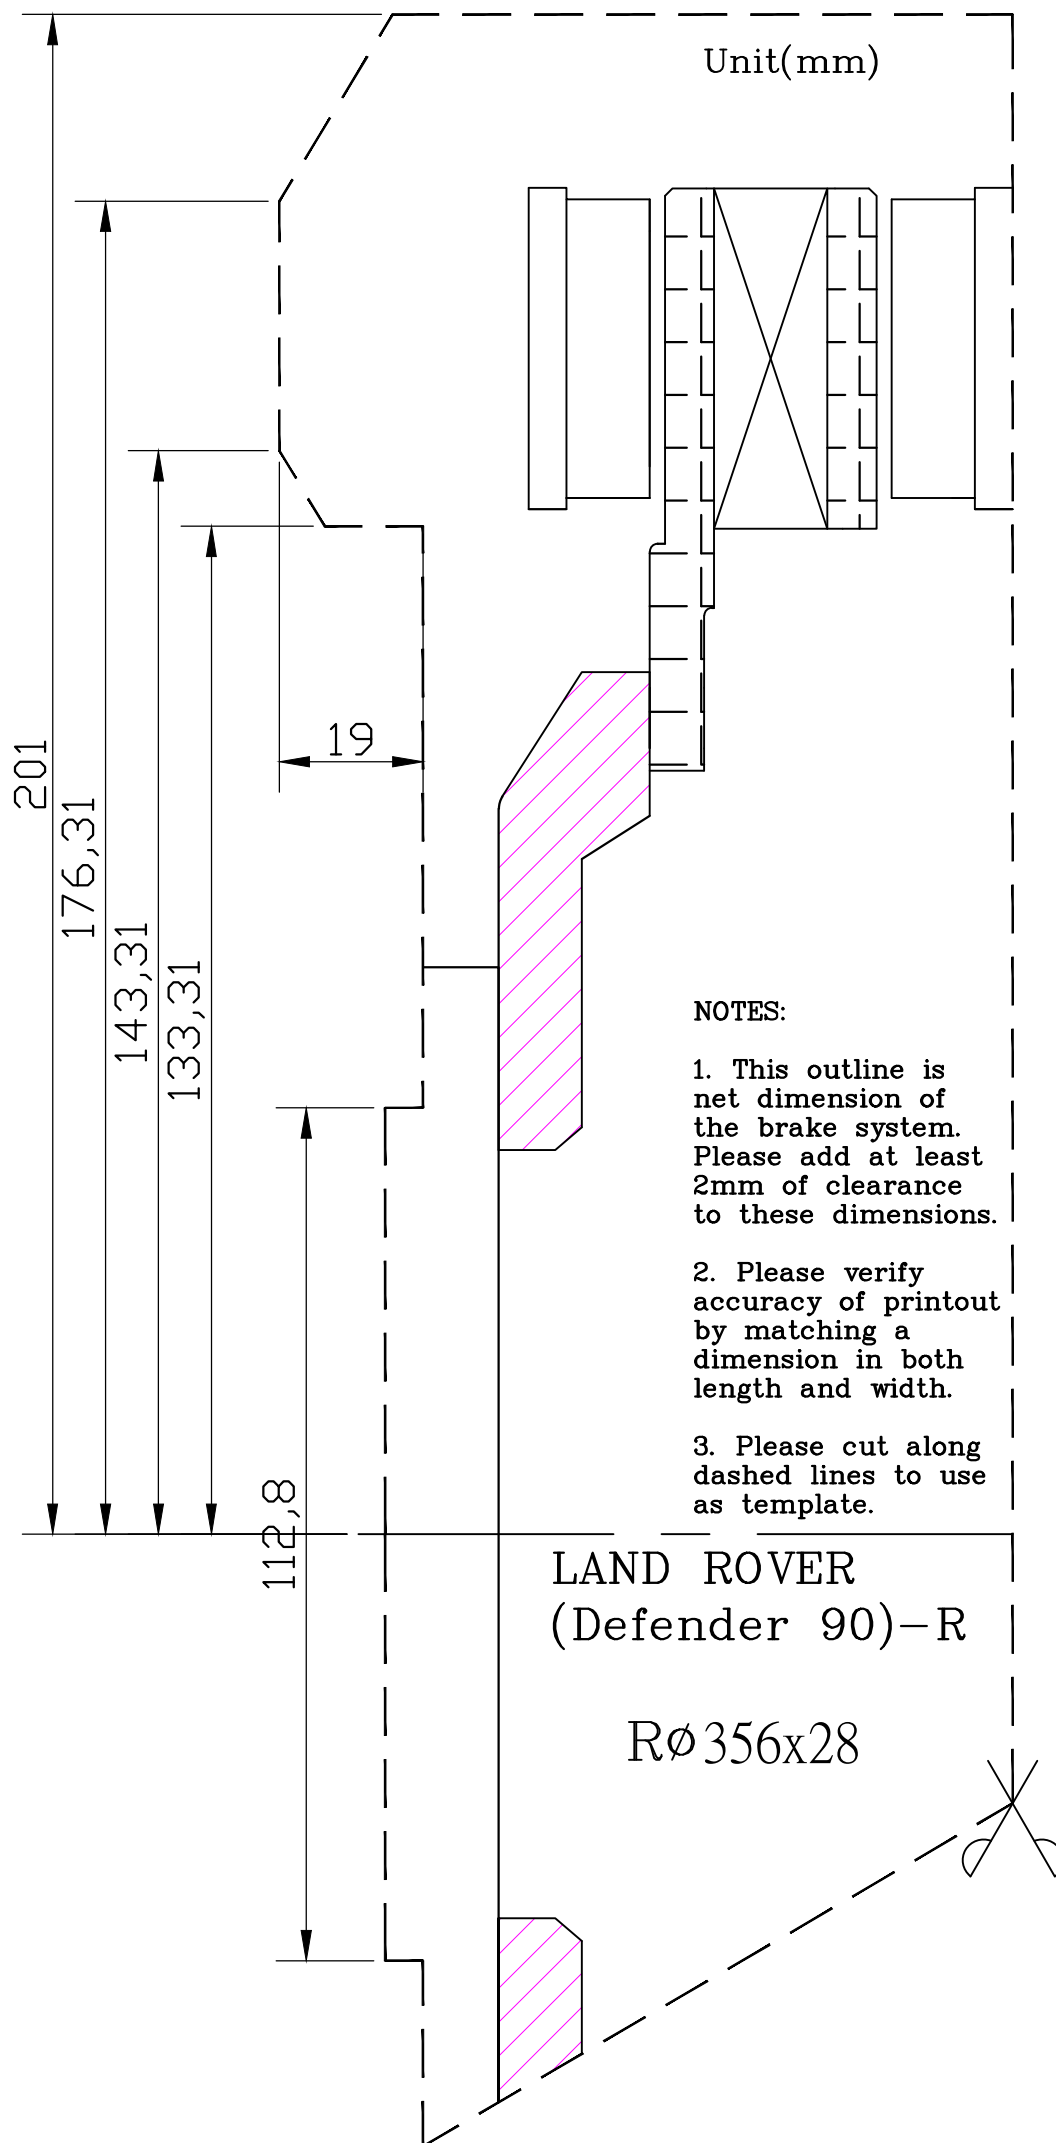 Unit(mm)
19
201
176,31
143,31
133,31
NOTES:
1. This outline is
net dimension of
the brake system.
Please add at least
2mm of clearance
to these dimensions.
2. Please verify
accuracy of printout
by matching a
dimension in both
length and width.
3. Please cut along
dashed lines to use
as template.
112,8
LAND ROVER
(Defender 90)-R
RØ356x28